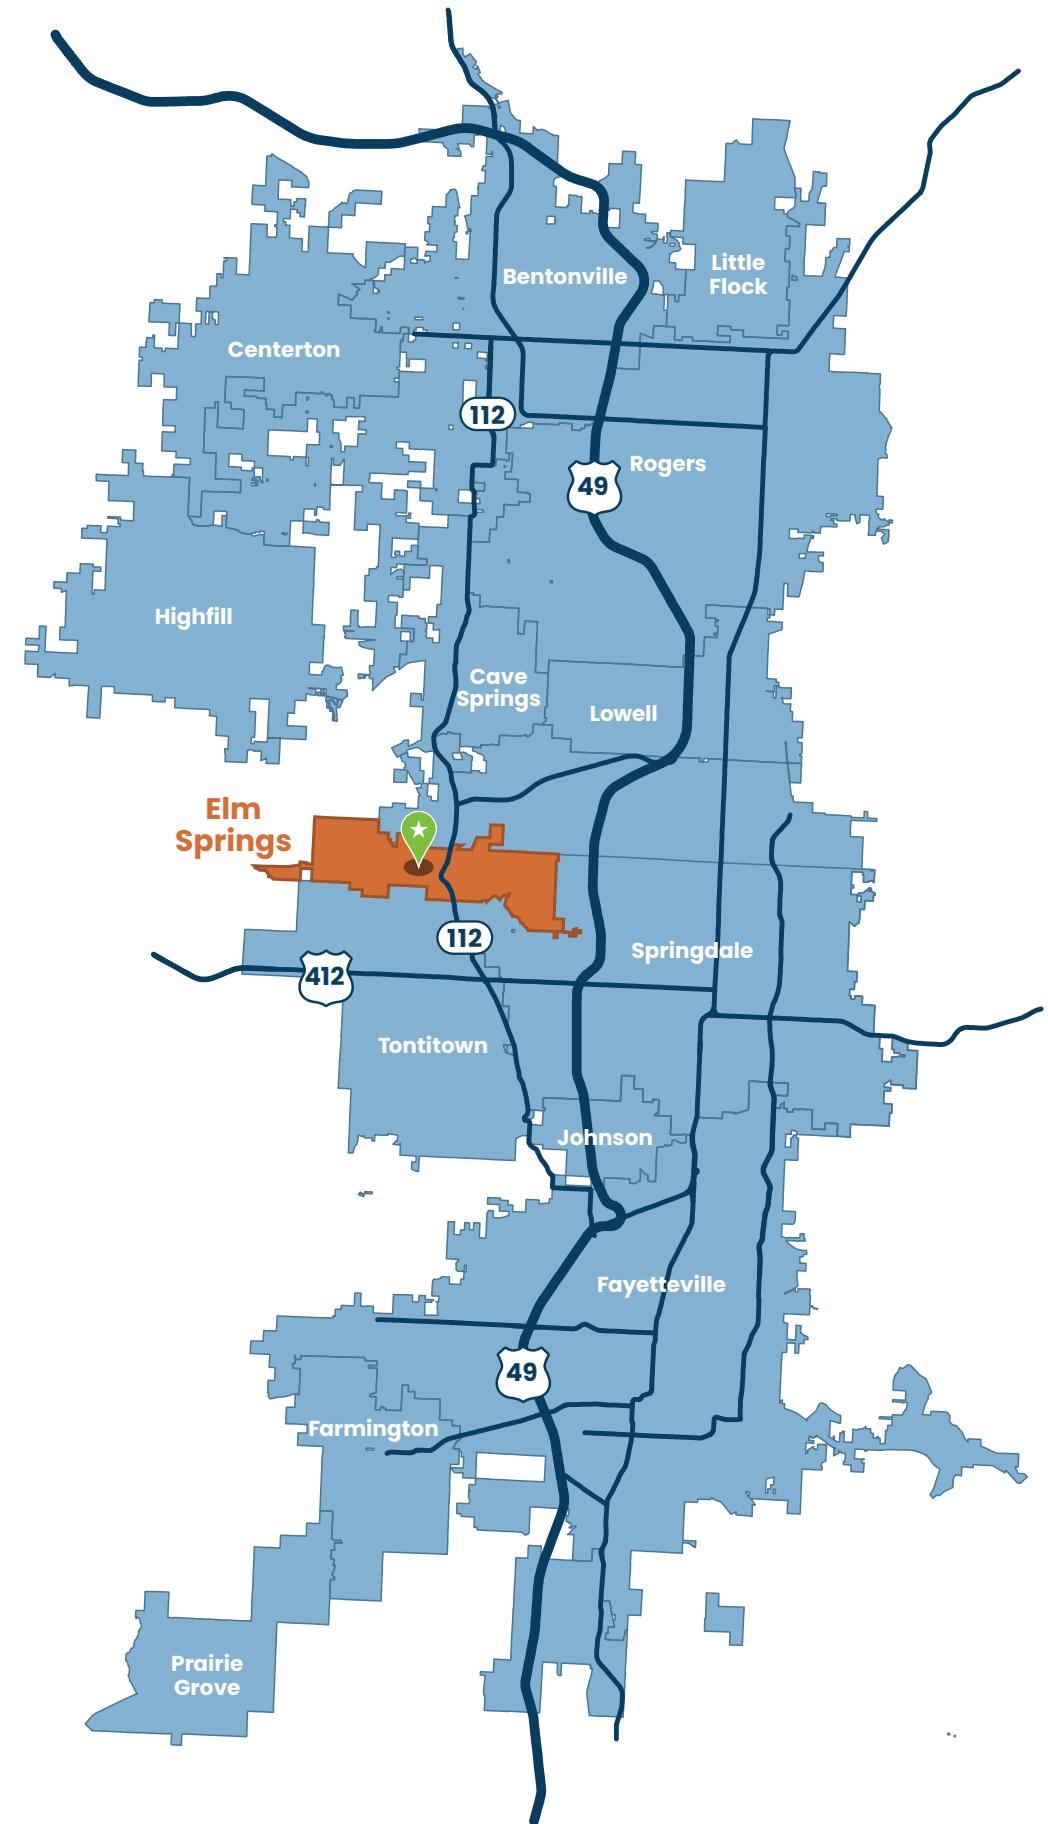 Little
Flock
Bentonville
Centerton
112
Rogers
49
Highfill
Cave
Springs
Lowell
Elm
Springs
112
Springdale
412
Tontitown
Johnson
Fayetteville
49
Farmington
Prairie
Grove